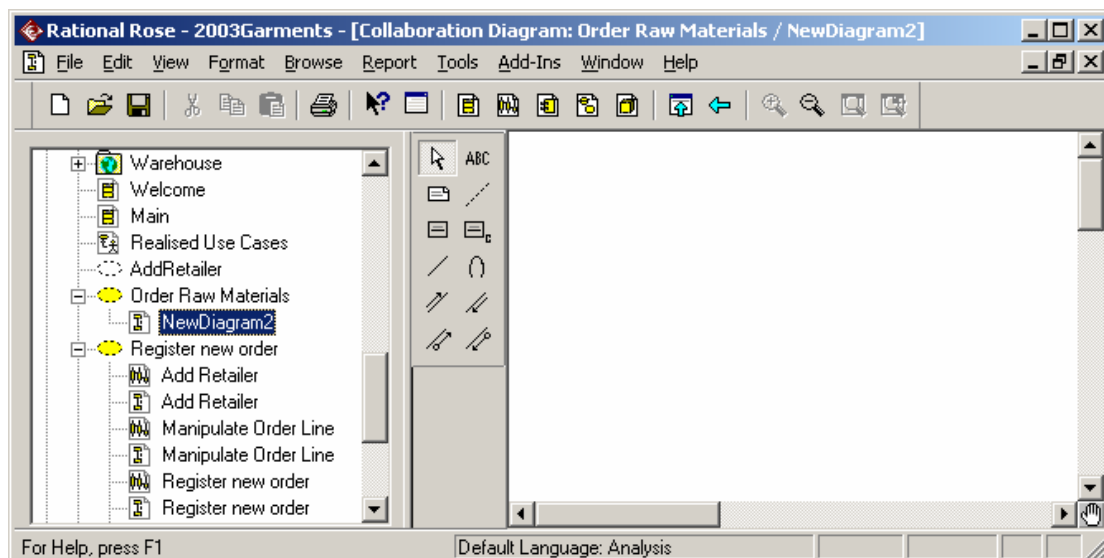 Rational Rose - 2003Garments - [Collaboration Diagram: Order Raw Materials / NewDiagram2]
File Edit View Format Browse Report Tools Add-Ins Window Help
Warehouse
Welcome
Main
Realised Use Cases
AddRetailer
Order Raw Materials
NewDiagram2
Register new order
Add Retailer
Add Retailer
Manipulate Order Line
Manipulate Order Line
Register new order
Register new order
ABC
c
For Help, press F1
Default Language: Analysis